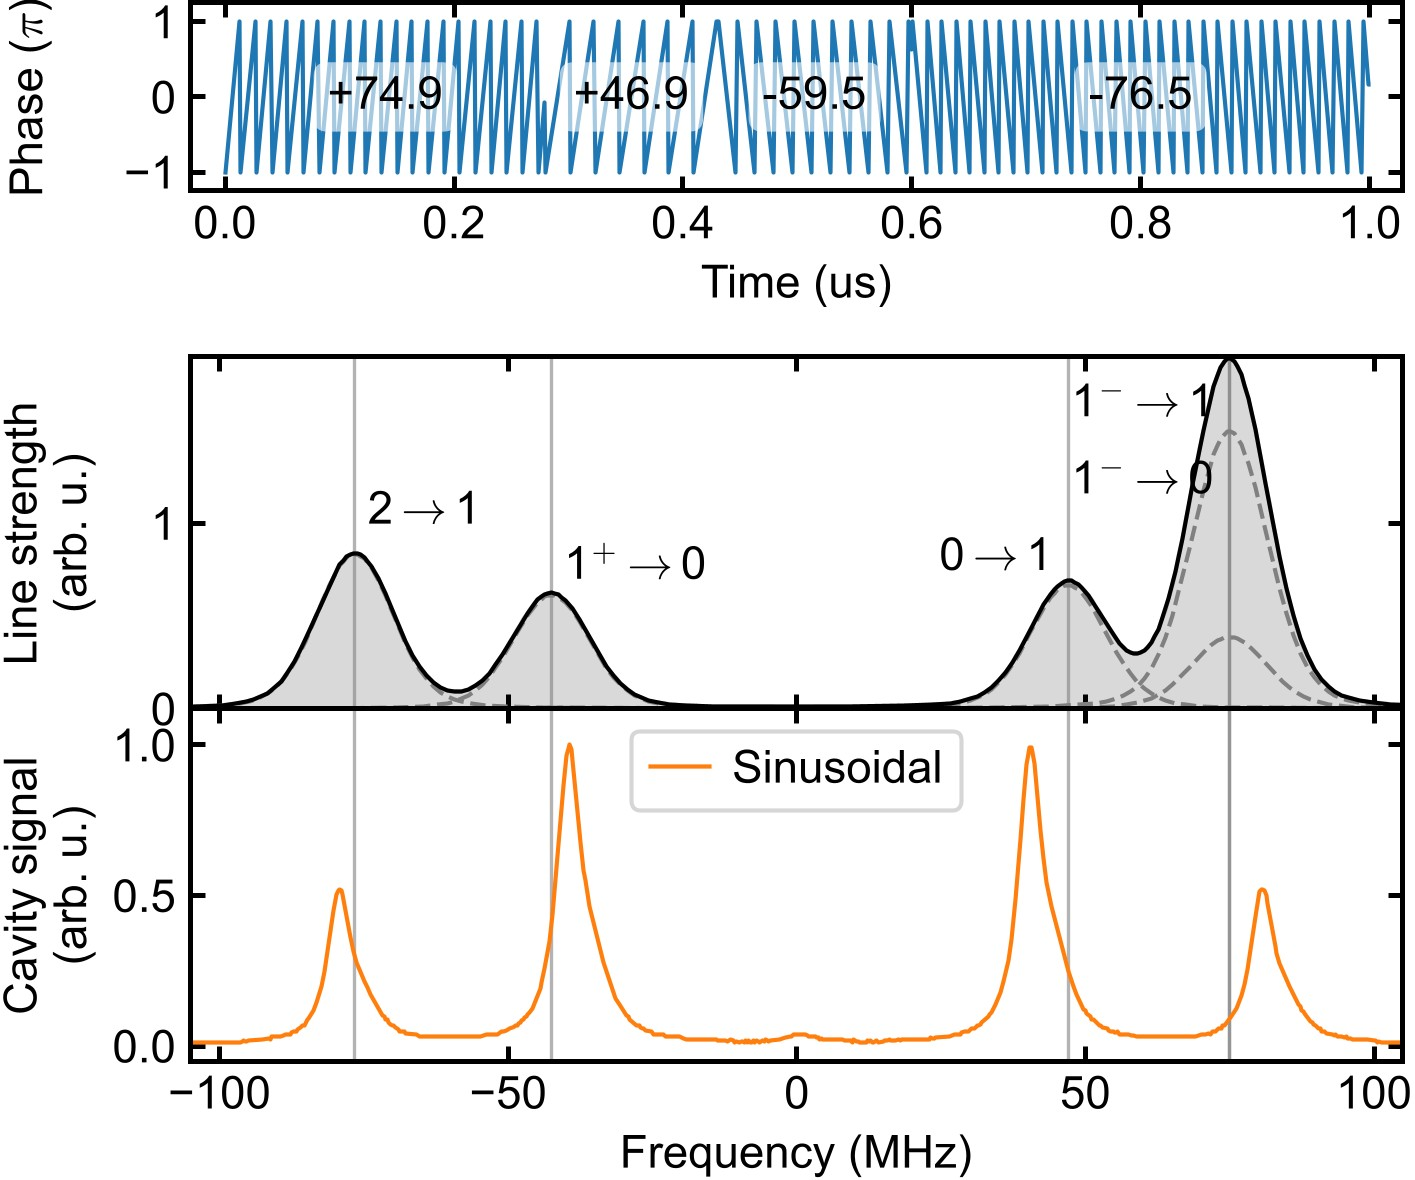 Phase (π)
1
0
−1
+74.9
+46.9
-59.5
-76.5
0.0
0.2
0.4
0.6
0.8
1.0
Time (us)
Line strength
(arb. u.)
1
0
2 → 1
1⁺ → 0
0 → 1
1⁻ → 1
1⁻ → 0
Cavity signal
(arb. u.)
1.0
0.5
0.0
Sinusoidal
−100
−50
0
50
100
Frequency (MHz)